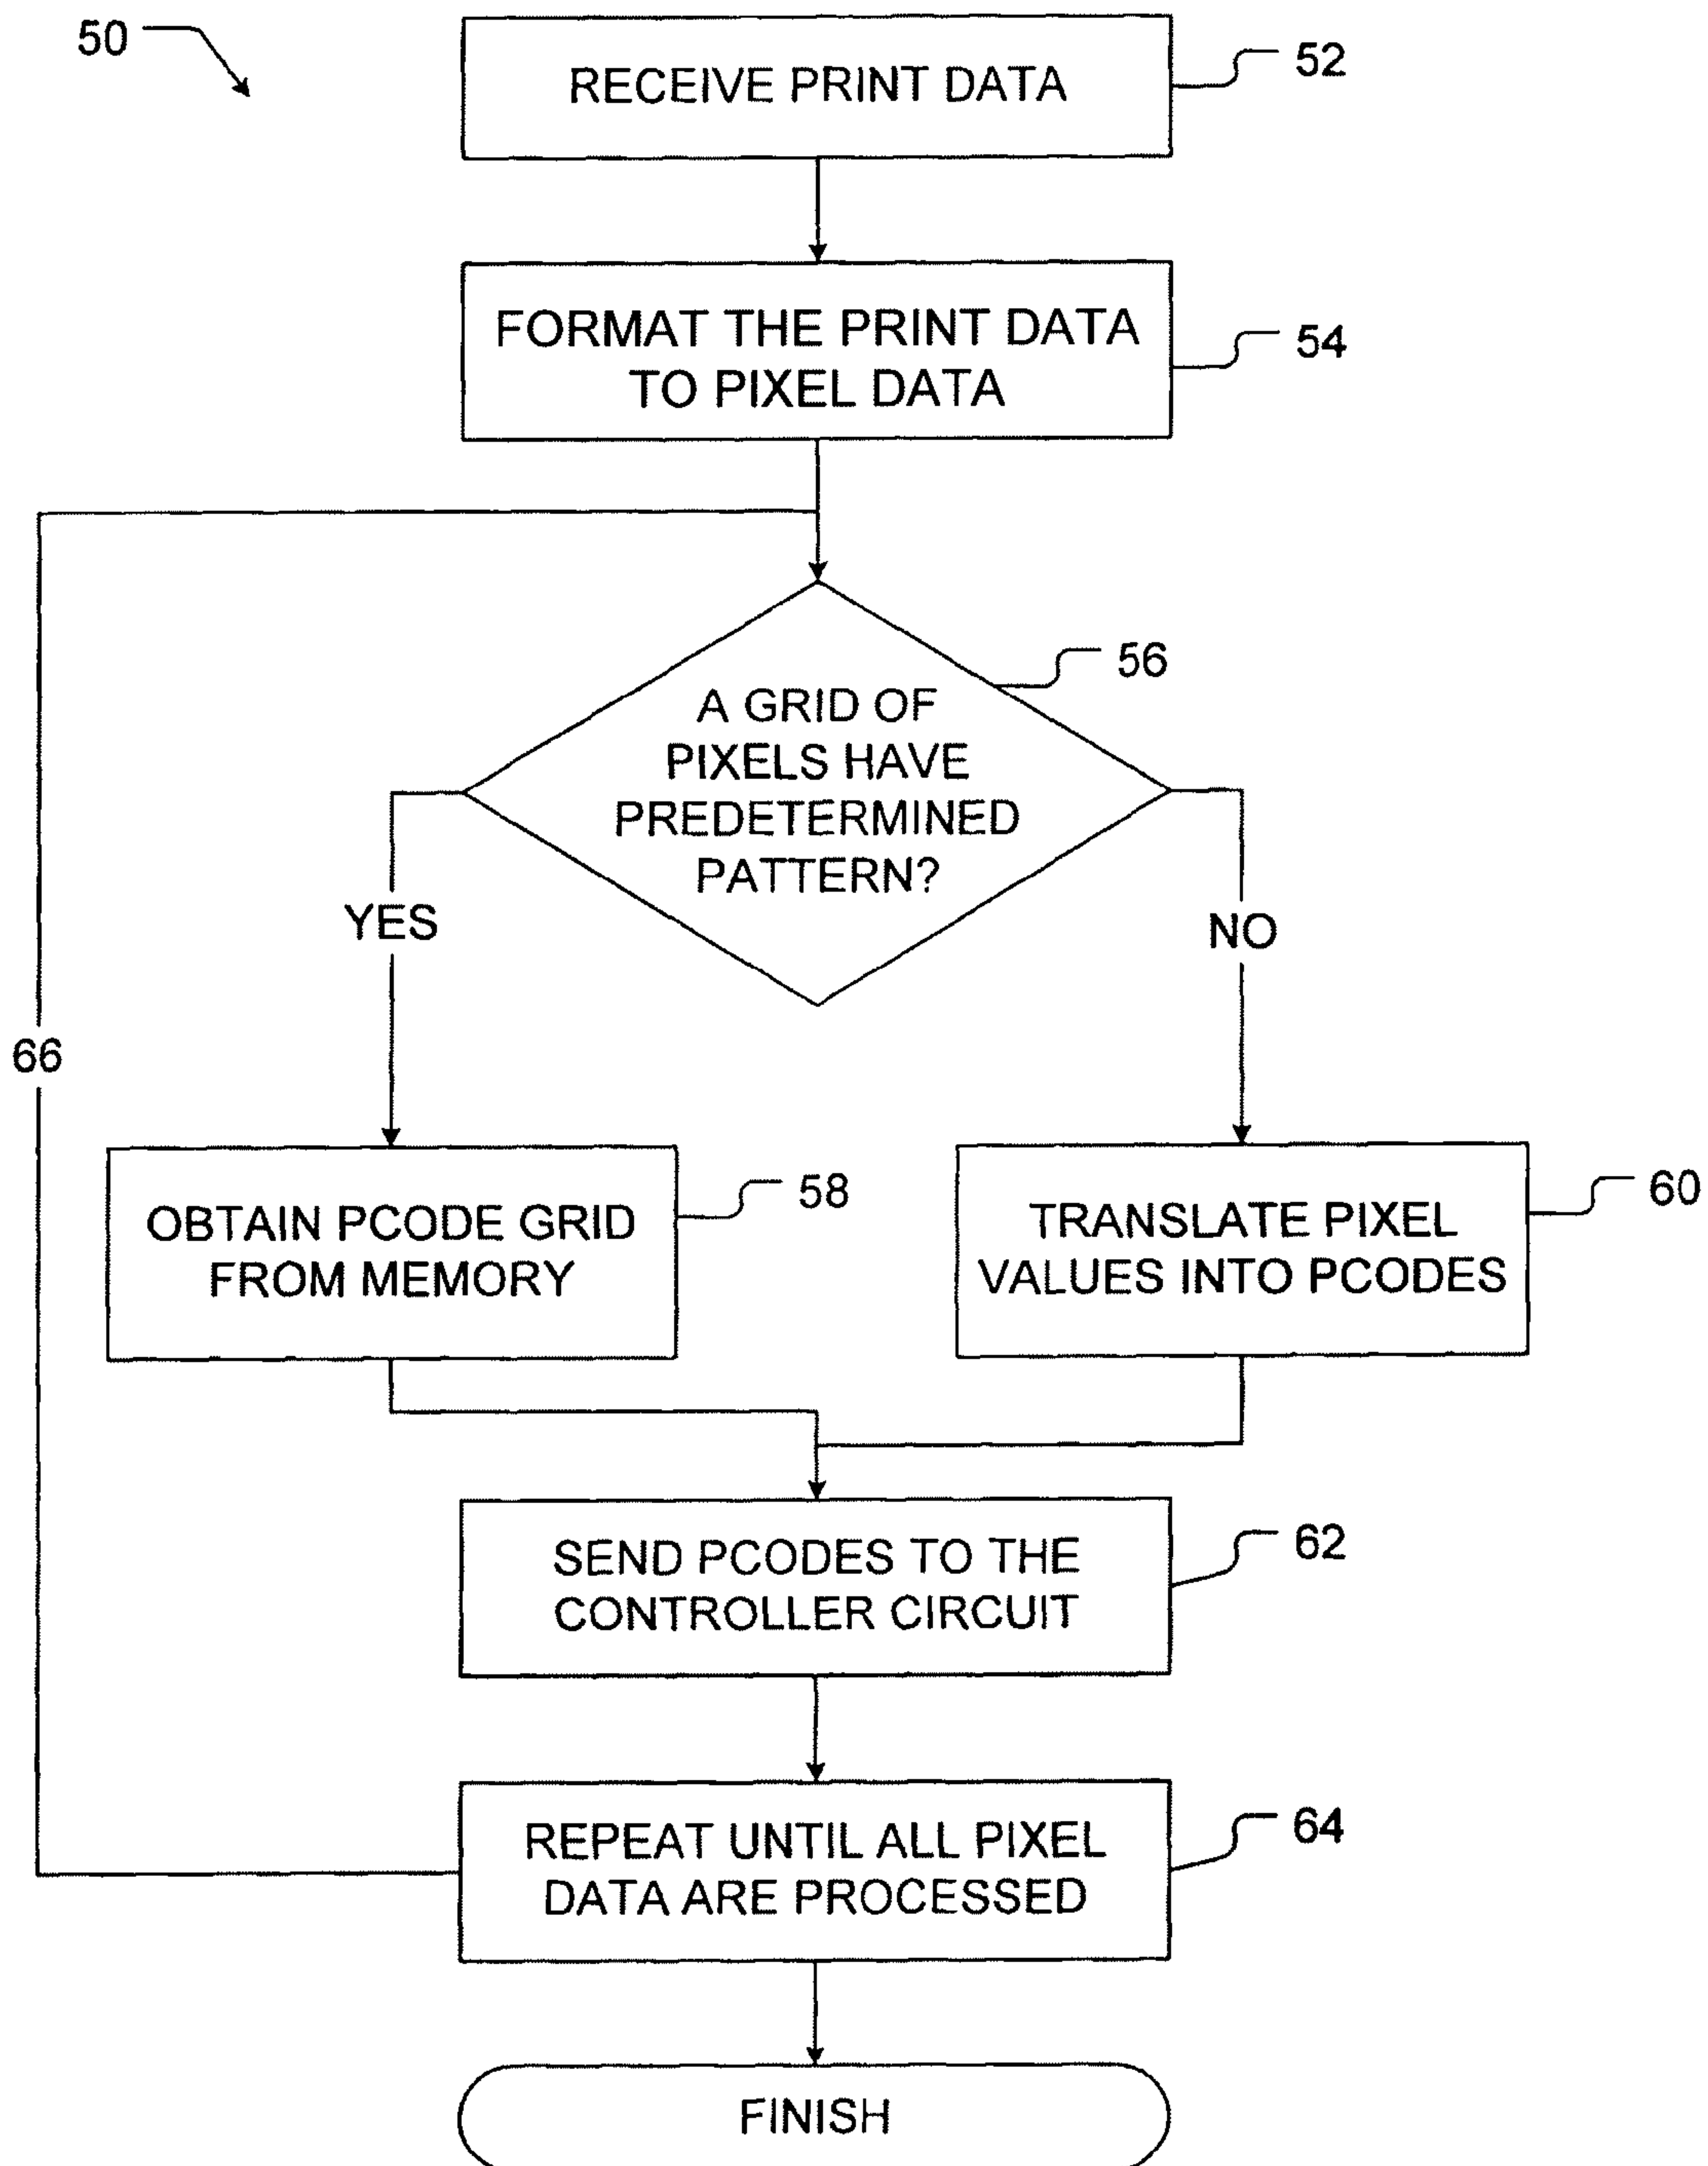 50
RECEIVE PRINT DATA
52
FORMAT THE PRINT DATA
TO PIXEL DATA
54
56
A GRID OF
PIXELS HAVE
PREDETERMINED
PATTERN?
YES
NO
66
OBTAIN PCODE GRID
FROM MEMORY
58
TRANSLATE PIXEL
VALUES INTO PCODES
60
SEND PCODES TO THE
CONTROLLER CIRCUIT
62
REPEAT UNTIL ALL PIXEL
DATA ARE PROCESSED
64
FINISH